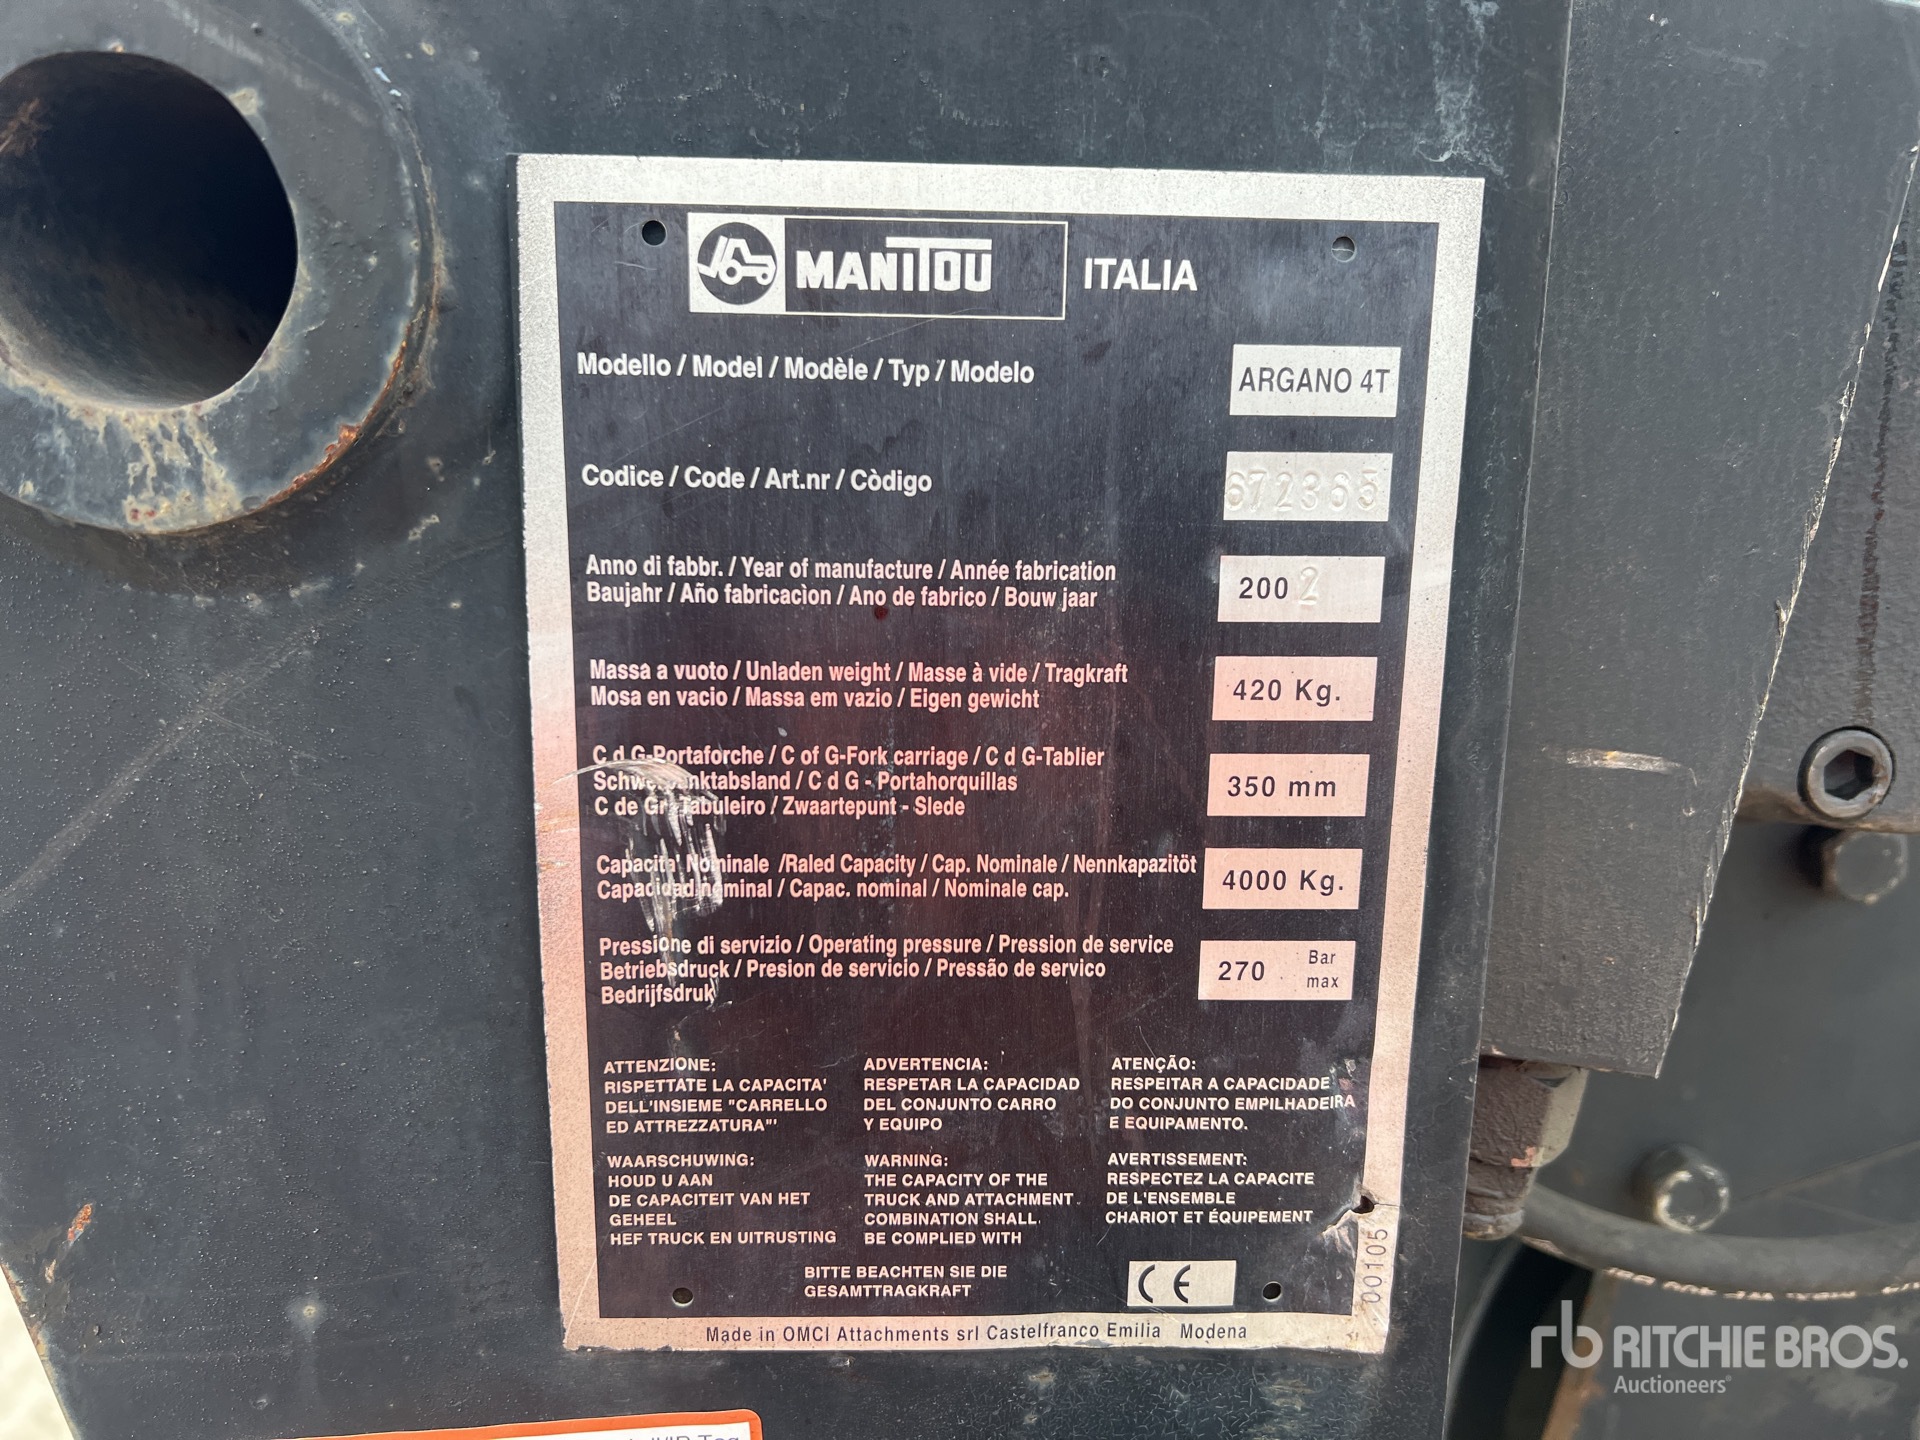 MANITOU ITALIA
Modello / Model / Modèle / Typ / Modelo
ARGANO 4T
Codice / Code / Art.nr / Còdigo
672365
Anno di fabbr. / Year of manufacture / Année fabrication
Baujahr / Año fabricacìon / Ano de fabrico / Bouw jaar
2002
Massa a vuoto / Unladen weight / Masse à vide / Tragkraft
Mosa en vacio / Massa em vazio / Eigen gewicht
420 Kg.
C d G-Portaforche / C of G-Fork carriage / C d G-Tablier
Schwerpunktabsland / C d G - Portahorquillas
C de Gr-Tabuleiro / Zwaartepunt - Slede
350 mm
Capacita' Nominale /Raled Capacity / Cap. Nominale / Nennkapazitöt
Capacidad nominal / Capac. nominal / Nominale cap.
4000 Kg.
Pressione di servizio / Operating pressure / Pression de service
Betriebsdruck / Presion de servicio / Pressão de servico
Bedrijfsdruk
270 Bar
max
ATTENZIONE:
RISPETTATE LA CAPACITA'
DELL'INSIEME "CARRELLO
ED ATTREZZATURA"'
ADVERTENCIA:
RESPETAR LA CAPACIDAD
DEL CONJUNTO CARRO
Y EQUIPO
ATENÇÃO:
RESPEITAR A CAPACIDADE
DO CONJUNTO EMPILHADEIRA
E EQUIPAMENTO.
WAARSCHUWING:
HOUD U AAN
DE CAPACITEIT VAN HET
GEHEEL
HEF TRUCK EN UITRUSTING
WARNING:
THE CAPACITY OF THE
TRUCK AND ATTACHMENT
COMBINATION SHALL
BE COMPLIED WITH
AVERTISSEMENT:
RESPECTEZ LA CAPACITE
DE L'ENSEMBLE
CHARIOT ET ÉQUIPEMENT
BITTE BEACHTEN SIE DIE
GESAMTTRAGKRAFT
CE
00105
Made in OMCI Attachments srl Castelfranco Emilia Modena
rb RITCHIE BROS.
Auctioneers